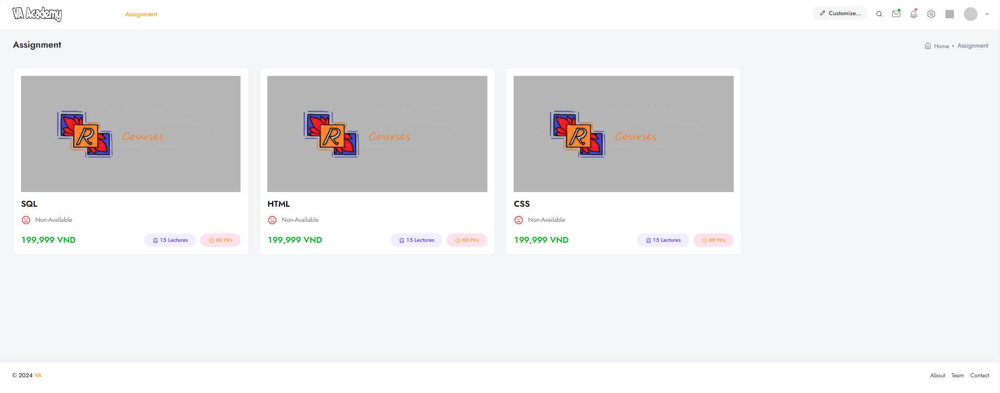 VA Academy
Assignment
Customize...
Assignment
Home • Assignment
R Courses
R Courses
R Courses
SQL
HTML
CSS
Non-Available
Non-Available
Non-Available
199,999 VND 15 Lectures 60 Hrs
199,999 VND 15 Lectures 60 Hrs
199,999 VND 15 Lectures 60 Hrs
© 2024 VA
About Team Contact